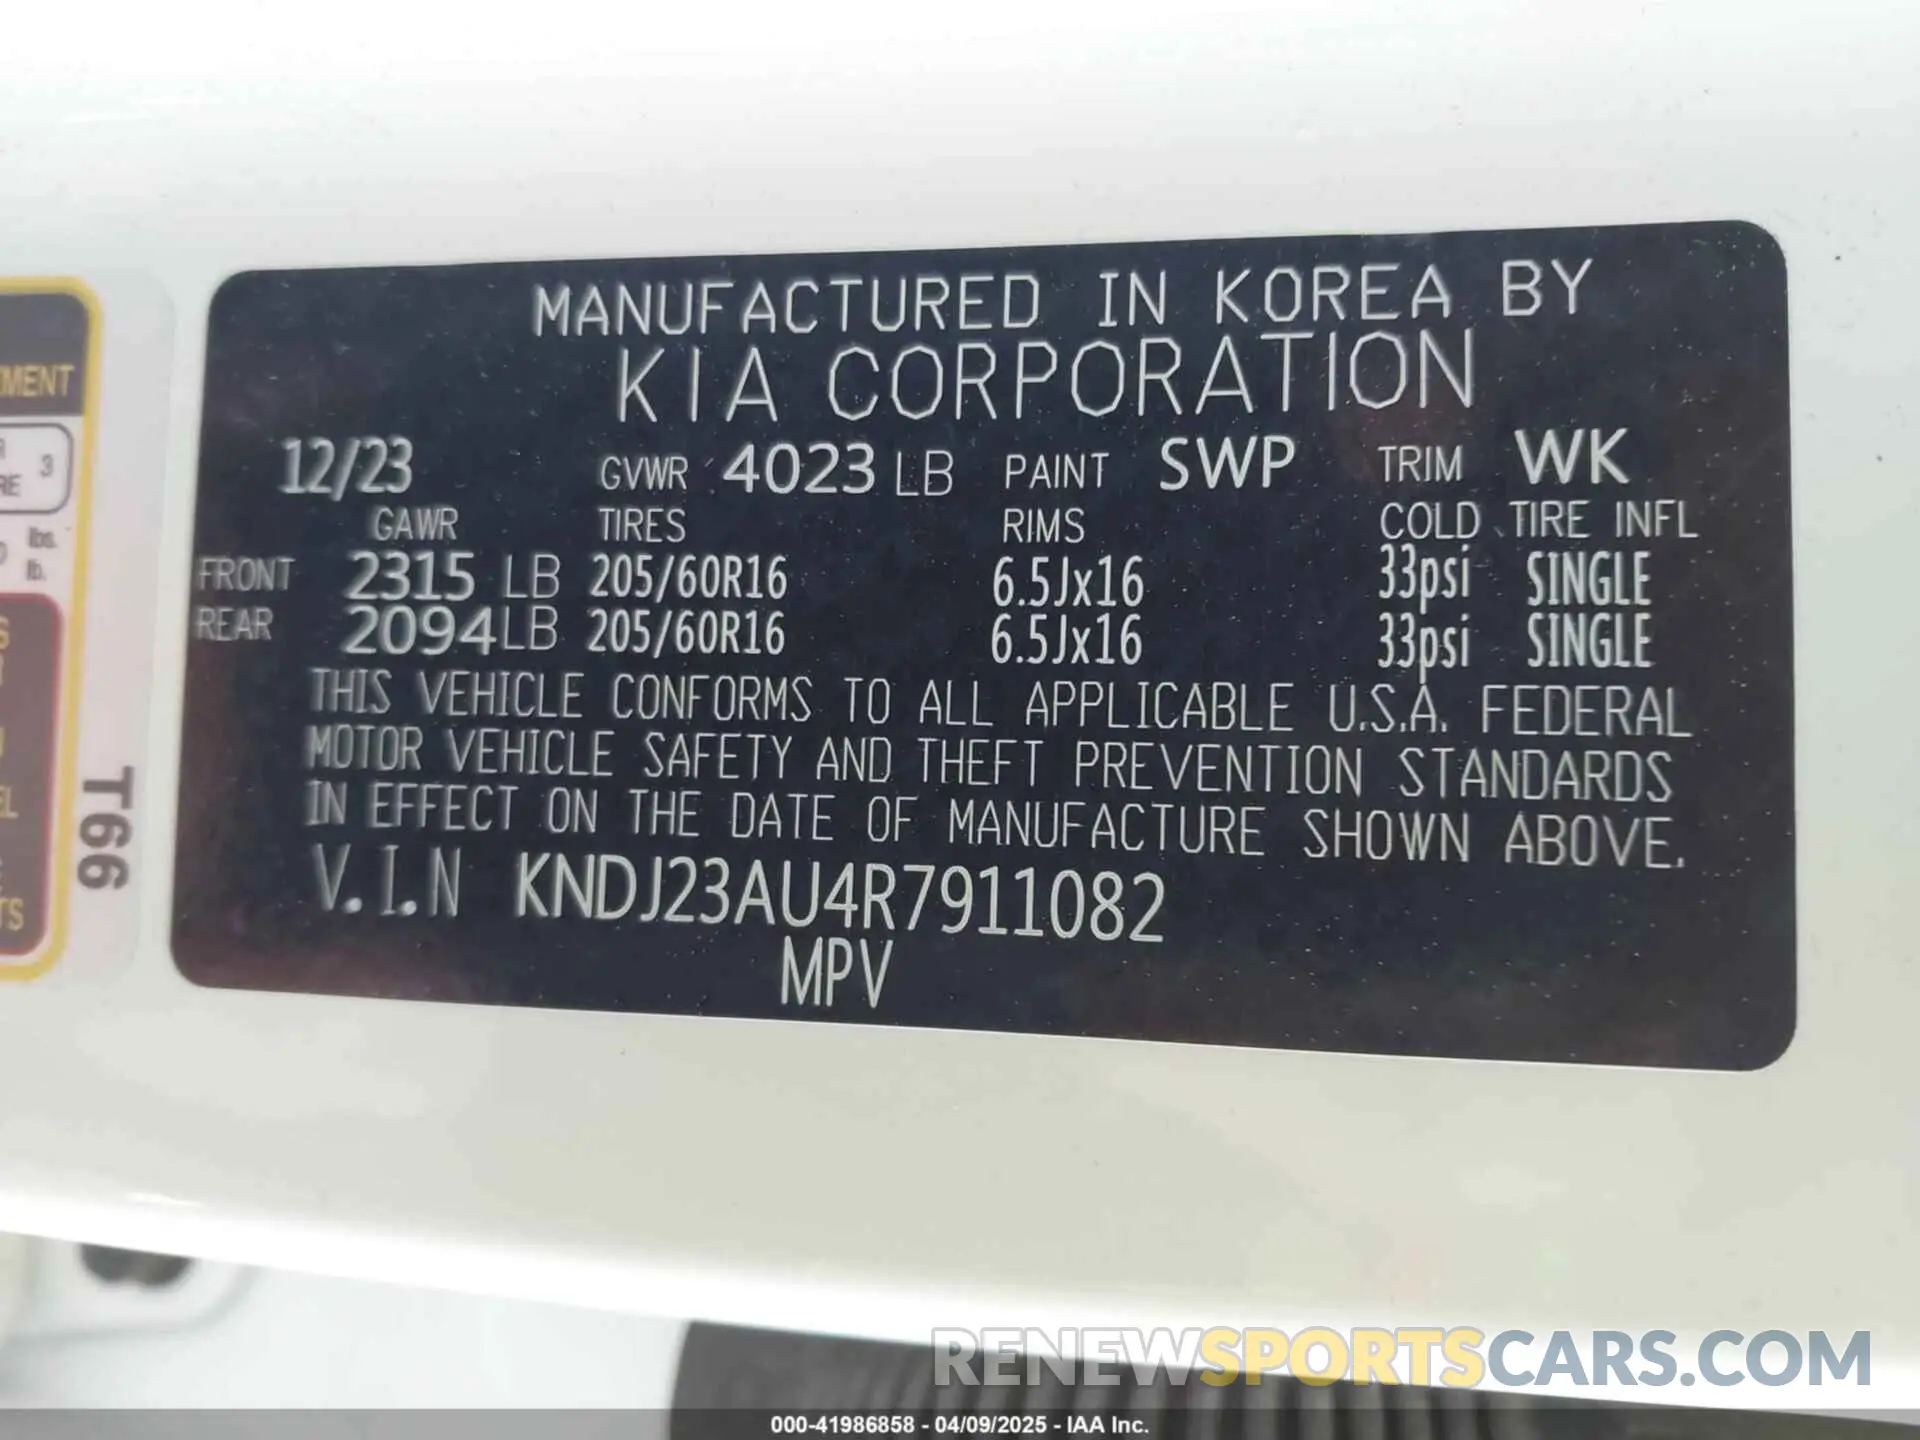 MANUFACTURED IN KOREA BY
KIA CORPORATION
12/23 GVWR 4023 LB PAINT SWP TRIM WK
GAWR TIRES RIMS COLD TIRE INFL
FRONT 2315 LB 205/60R16 6.5Jx16 33psi SINGLE
REAR 2094 LB 205/60R16 6.5Jx16 33psi SINGLE
THIS VEHICLE CONFORMS TO ALL APPLICABLE U.S.A. FEDERAL
MOTOR VEHICLE SAFETY AND THEFT PREVENTION STANDARDS
IN EFFECT ON THE DATE OF MANUFACTURE SHOWN ABOVE.
V.I.N KNDJ23AU4R7911082
MPV
3
lbs.
lb.
T66
RENEWSPORTSCARS.COM
000-41986858 - 04/09/2025 - IAA Inc.